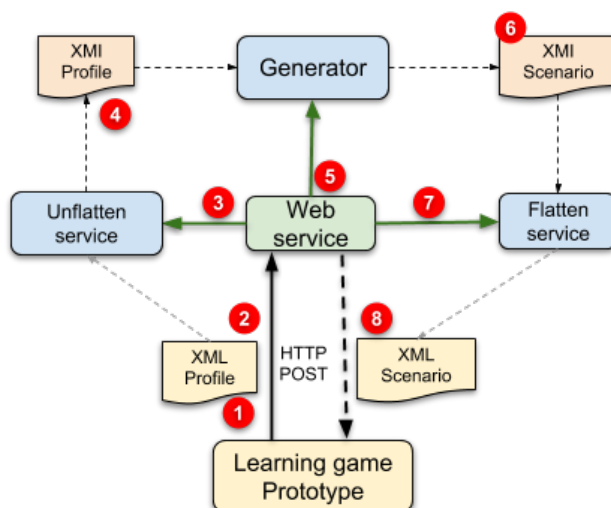 6
XMI
Profile
Generator
XMI
Scenario
4
5
3
7
Unflatten
service
Web
service
Flatten
service
2
8
XML
Profile
HTTP
POST
XML
Scenario
1
Learning game
Prototype